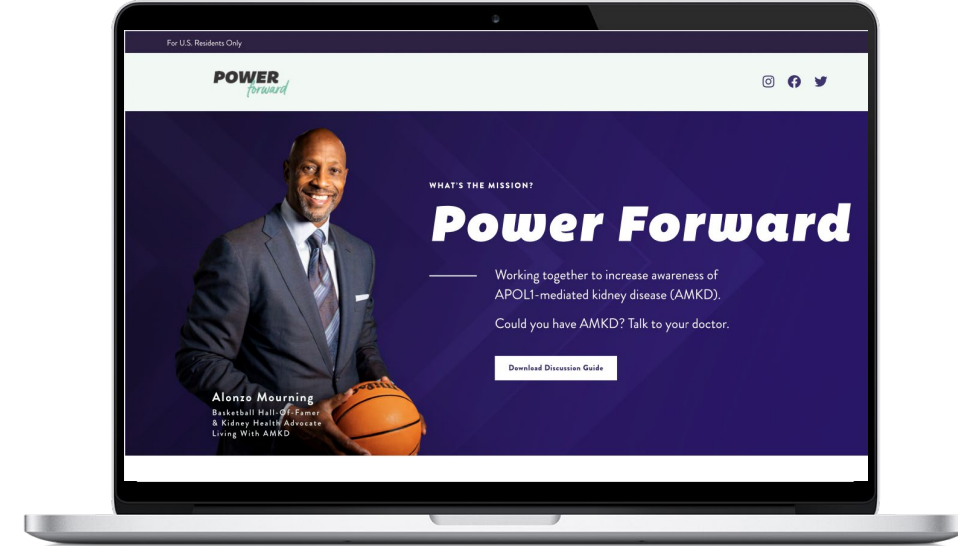 For U.S. Residents Only
POWER
forward
WHAT'S THE MISSION?
Power Forward
Working together to increase awareness of
APOL1-mediated kidney disease (AMKD).
Could you have AMKD? Talk to your doctor.
Download Discussion Guide
Alonzo Mourning
Basketball Hall-Of-Famer
& Kidney Health Advocate
Living With AMKD